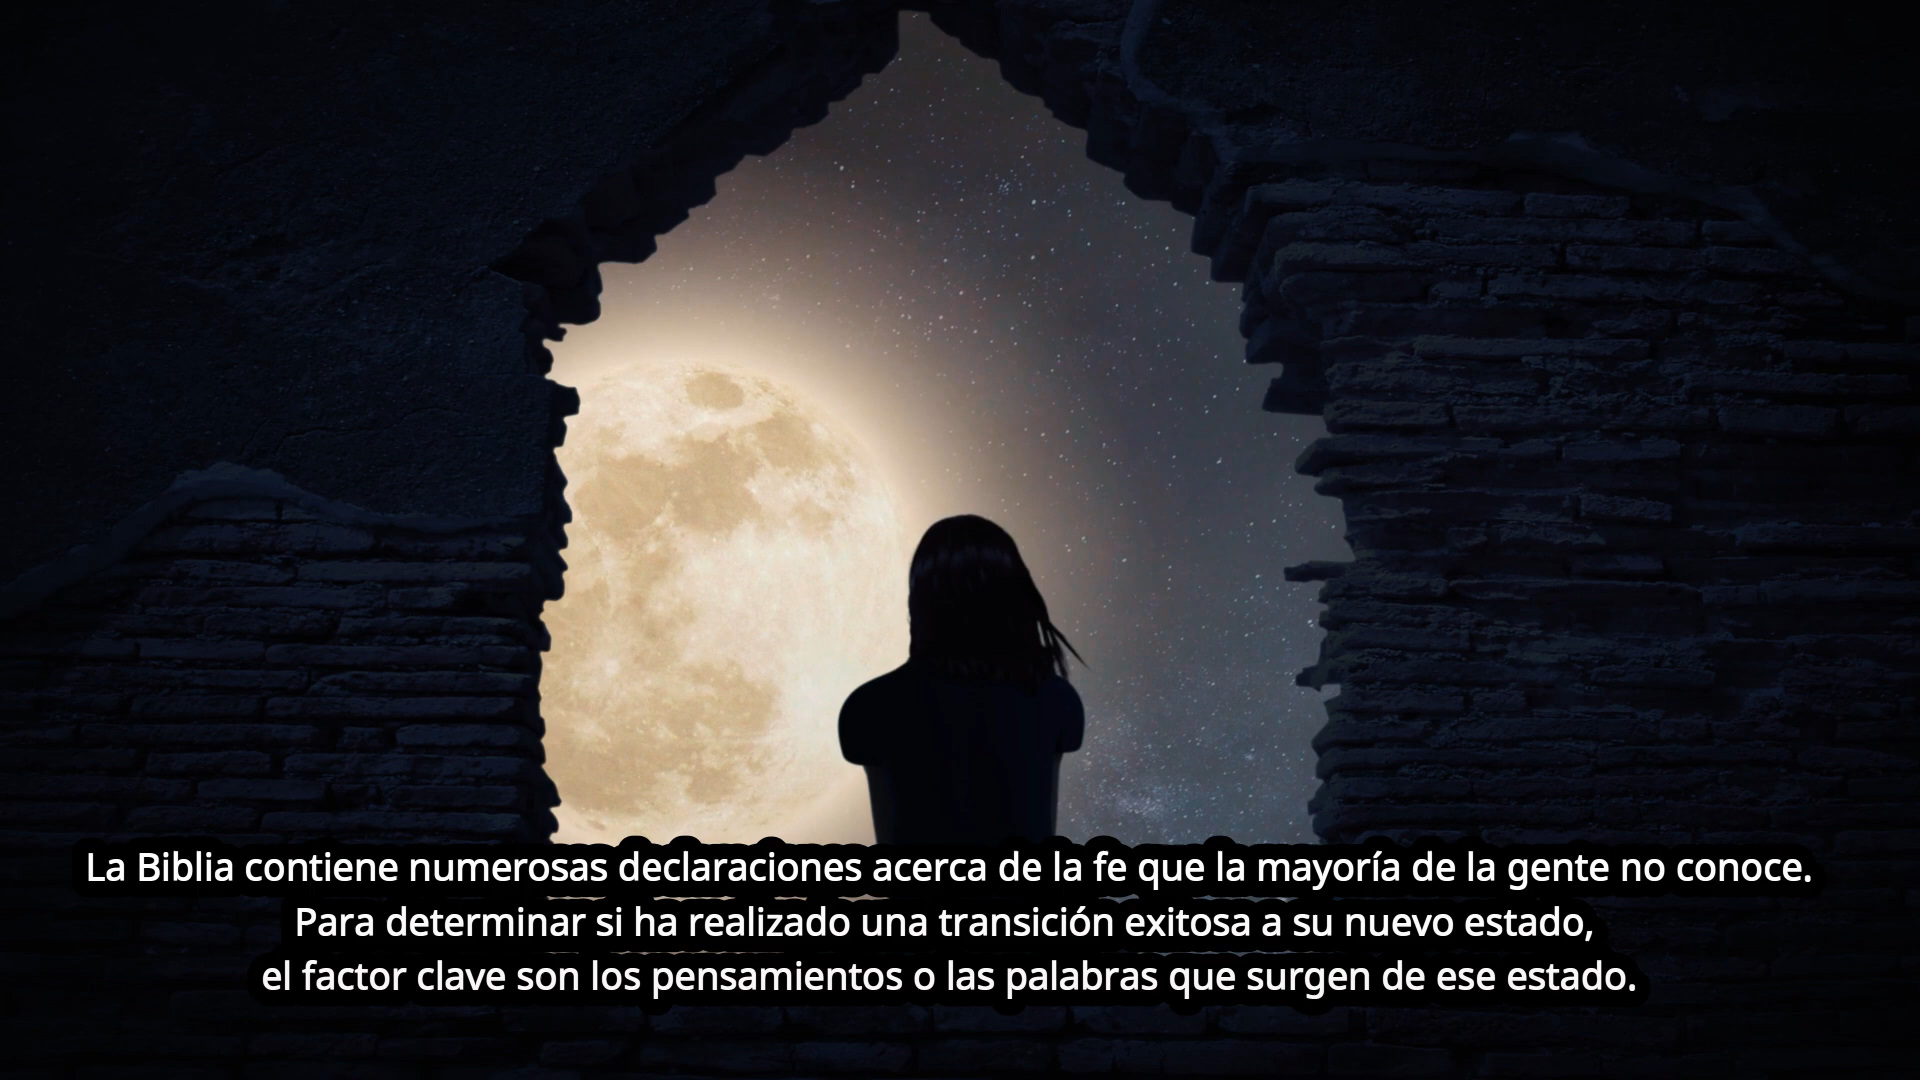 La Biblia contiene numerosas declaraciones acerca de la fe que la mayoría de la gente no conoce.
Para determinar si ha realizado una transición exitosa a su nuevo estado,
el factor clave son los pensamientos o las palabras que surgen de ese estado.